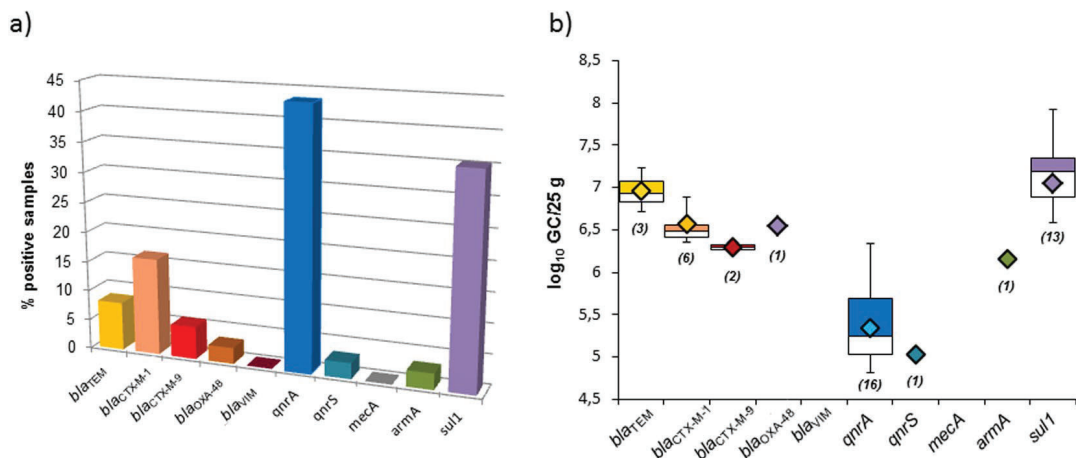 a)
% positive samples
45
40
35
30
25
20
15
10
5
0
blaTEM
blaCTX-M-1
blaCTX-M-9
blaOXA-48
blaVIM
qnrA
qnrS
mecA
armA
sul1
b)
log10 GC/25 g
8,5
8
7,5
7
6,5
6
5,5
5
4,5
(3)
(6)
(2)
(1)
(16)
(1)
(1)
(13)
blaTEM
blaCTX-M-1
blaCTX-M-9
blaOXA-48
blaVIM
qnrA
qnrS
mecA
armA
sul1